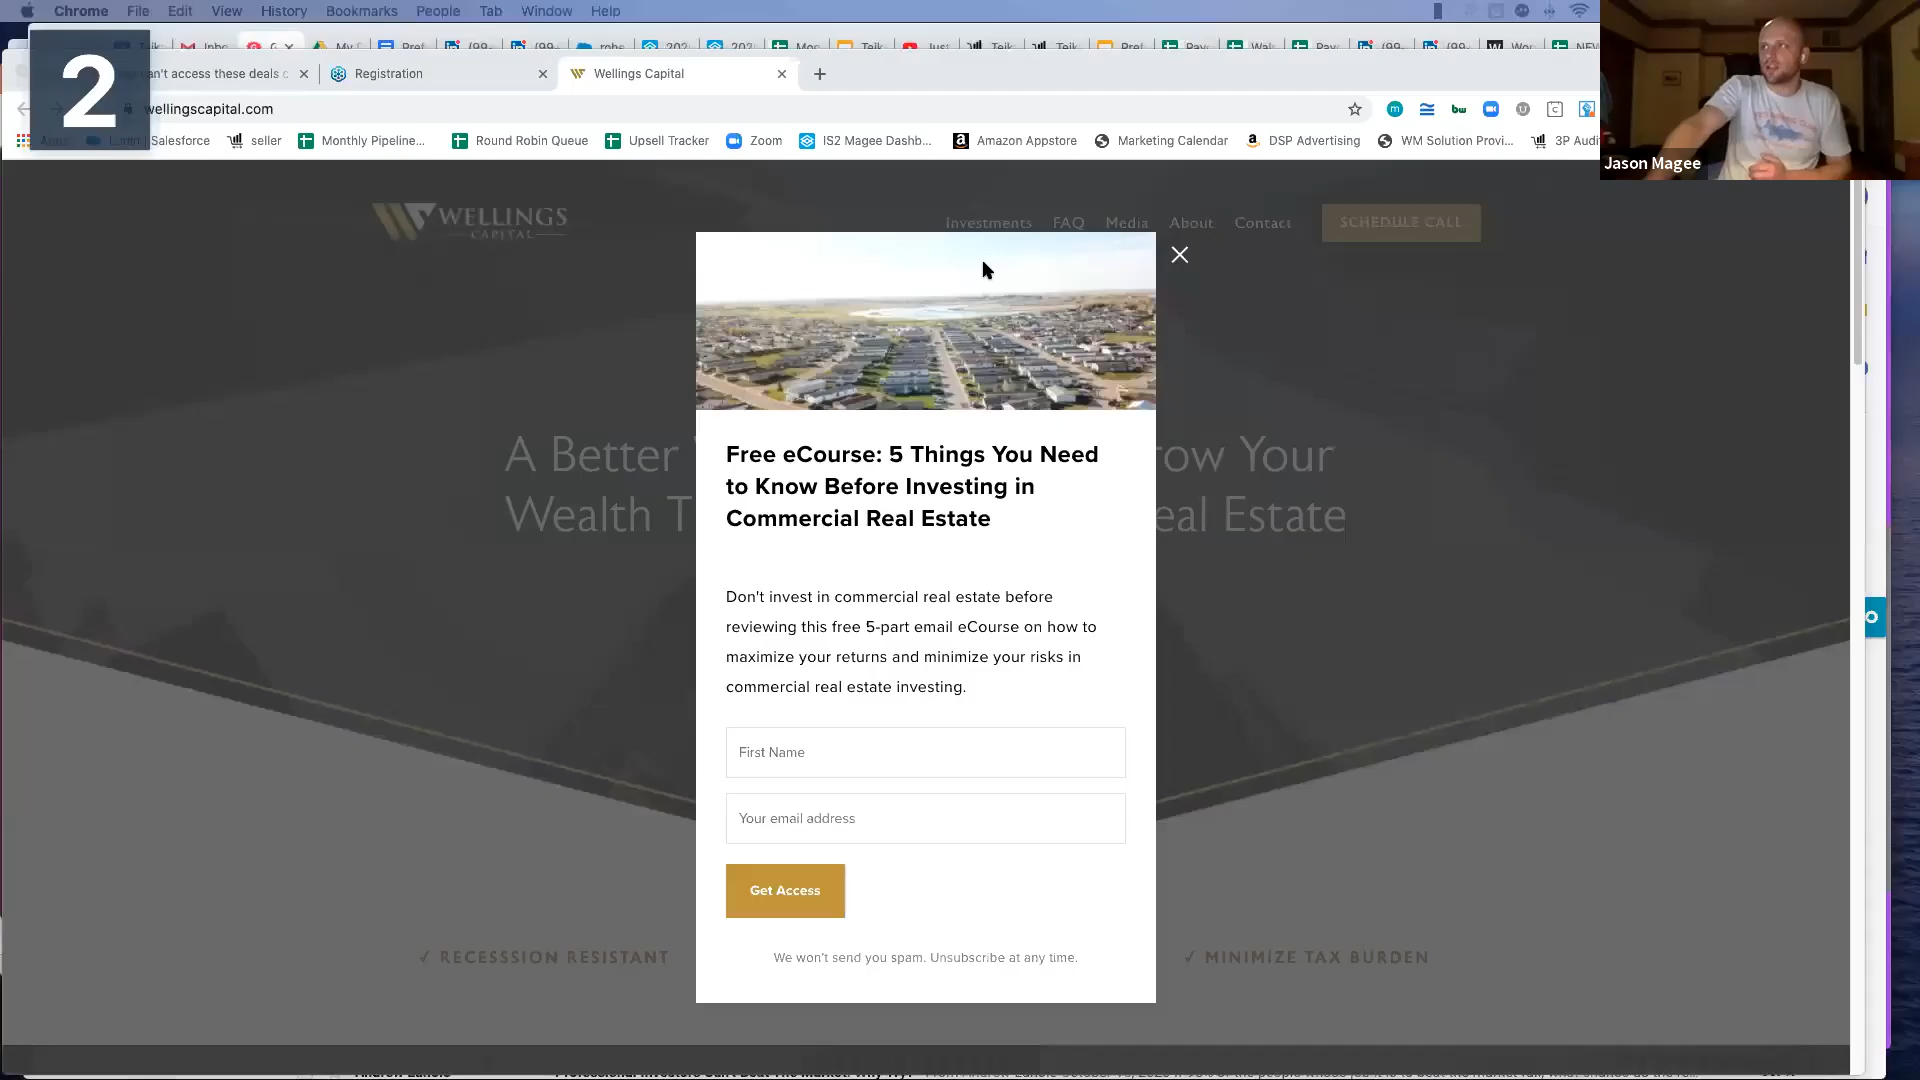 Chrome File Edit View History Bookmarks People Tab Window Help
2
can't access these deals
Registration
Wellings Capital
wellingscapital.com
Login | Salesforce
seller
Monthly Pipeline...
Round Robin Queue
Upsell Tracker
Zoom
IS2 Magee Dashb...
Amazon Appstore
Marketing Calendar
DSP Advertising
WM Solution Provi...
3P Audi
Jason Magee
WELLINGS
CAPITAL
Investments FAQ Media About Contact
SCHEDULE CALL
A Better
row Your
Wealth T
eal Estate
Free eCourse: 5 Things You Need
to Know Before Investing in
Commercial Real Estate
Don't invest in commercial real estate before
reviewing this free 5-part email eCourse on how to
maximize your returns and minimize your risks in
commercial real estate investing.
First Name
Your email address
Get Access
We won't send you spam. Unsubscribe at any time.
✓ RECESSSION RESISTANT
✓ MINIMIZE TAX BURDEN